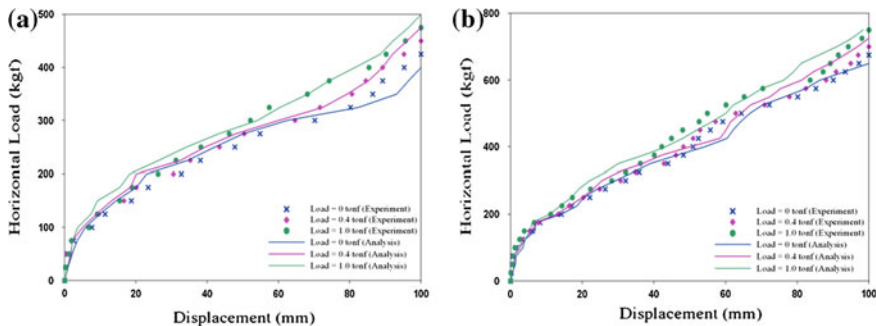 (a)
500
400
300
200
100
0
Horizontal Load (kgf)
0 20 40 60 80 100
Displacement (mm)
Load = 0 tonf (Experiment)
Load = 0.4 tonf (Experiment)
Load = 1.0 tonf (Experiment)
Load = 0 tonf (Analysis)
Load = 0.4 tonf (Analysis)
Load = 1.0 tonf (Analysis)
(b)
800
600
400
200
0
Horizontal Load (kgf)
0 20 40 60 80 100
Displacement (mm)
Load = 0 tonf (Experiment)
Load = 0.4 tonf (Experiment)
Load = 1.0 tonf (Experiment)
Load = 0 tonf (Analysis)
Load = 0.4 tonf (Analysis)
Load = 1.0 tonf (Analysis)